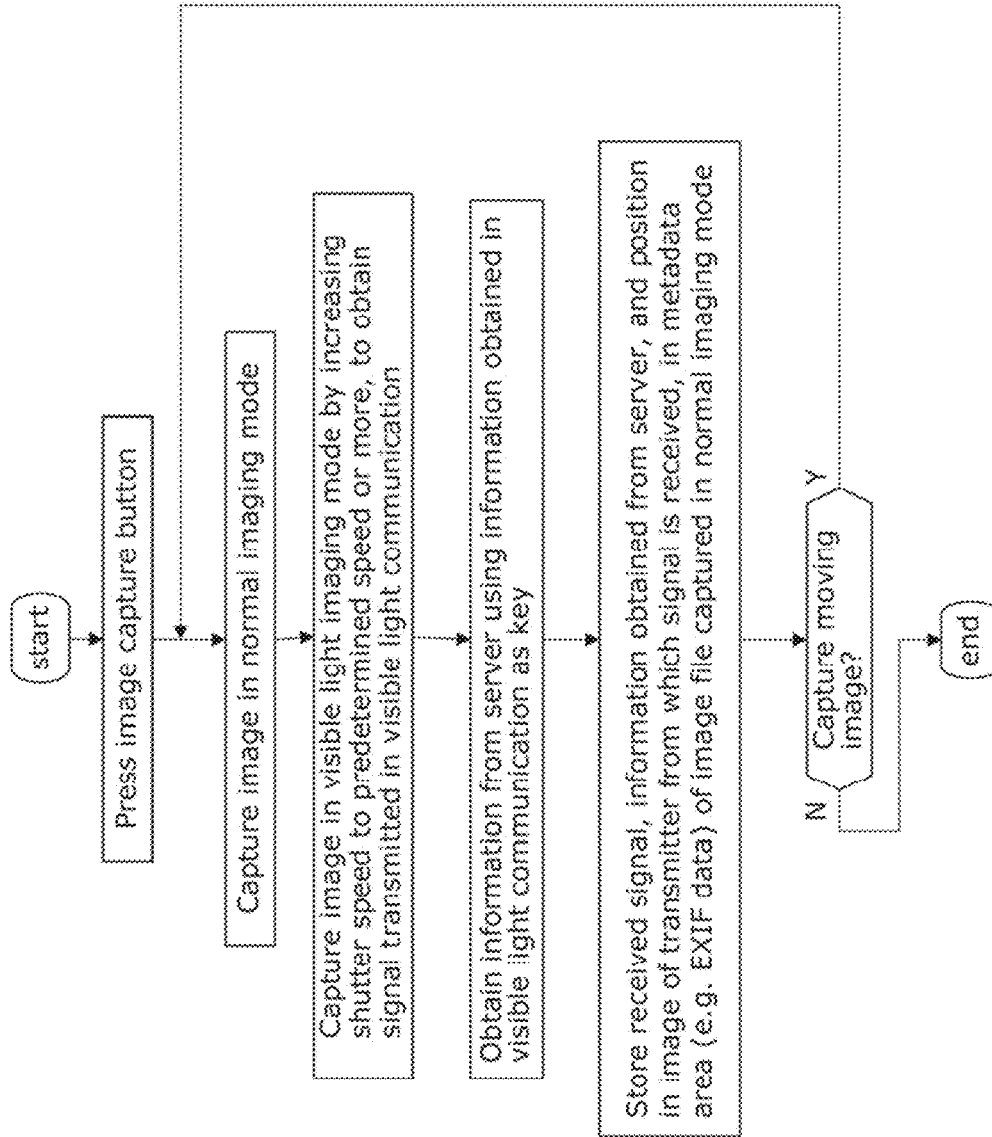 start
Press image capture button
Capture image in normal imaging mode
Capture image in visible light imaging mode by increasing
shutter speed to predetermined speed or more, to obtain
signal transmitted in visible light communication
Obtain information from server using information obtained in
visible light communication as key
Store received signal, information obtained from server, and position
in image of transmitter from which signal is received, in metadata
area (e.g. EXIF data) of image file captured in normal imaging mode
Capture moving
image?
Y
N
end